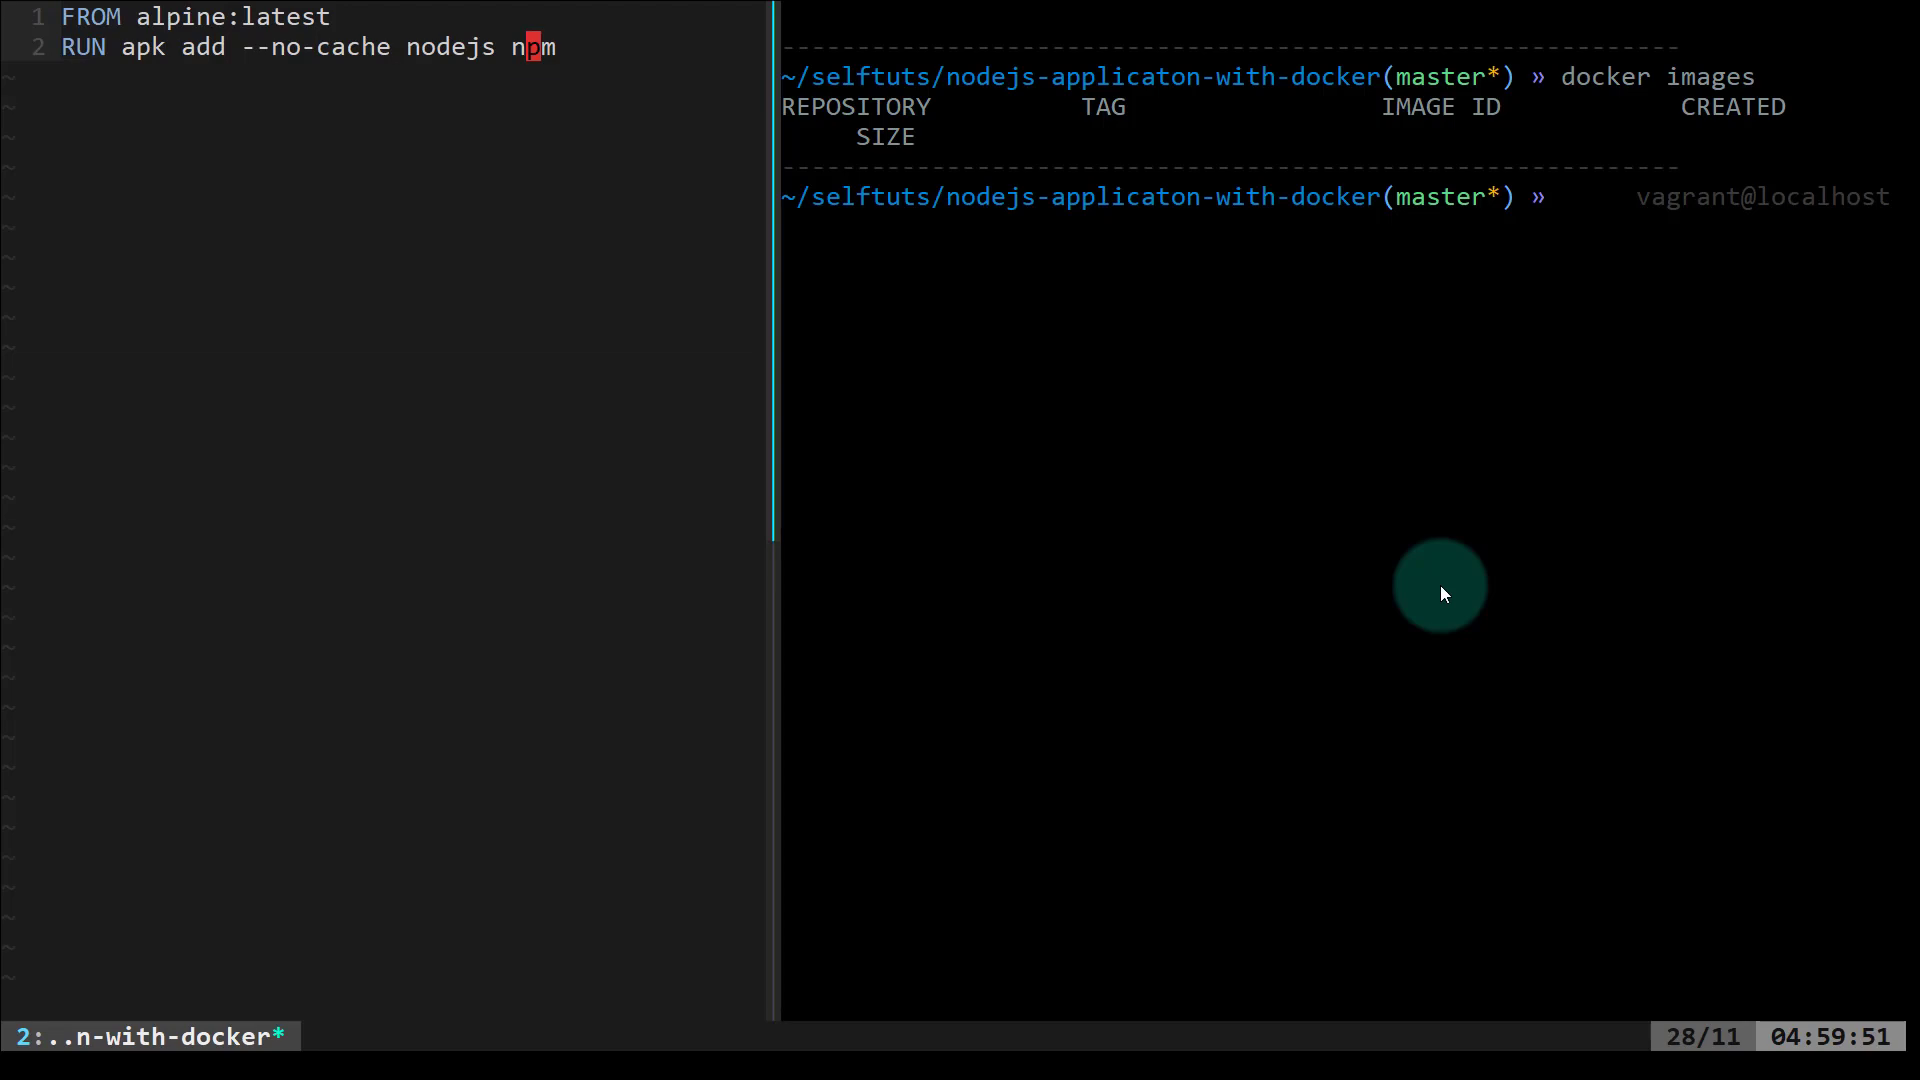 1 FROM alpine:latest
2 RUN apk add --no-cache nodejs npm
~/selftuts/nodejs-applicaton-with-docker(master*) » docker images
REPOSITORY TAG IMAGE ID CREATED
SIZE
~/selftuts/nodejs-applicaton-with-docker(master*) » vagrant@localhost
2:..n-with-docker* 28/11 04:59:51